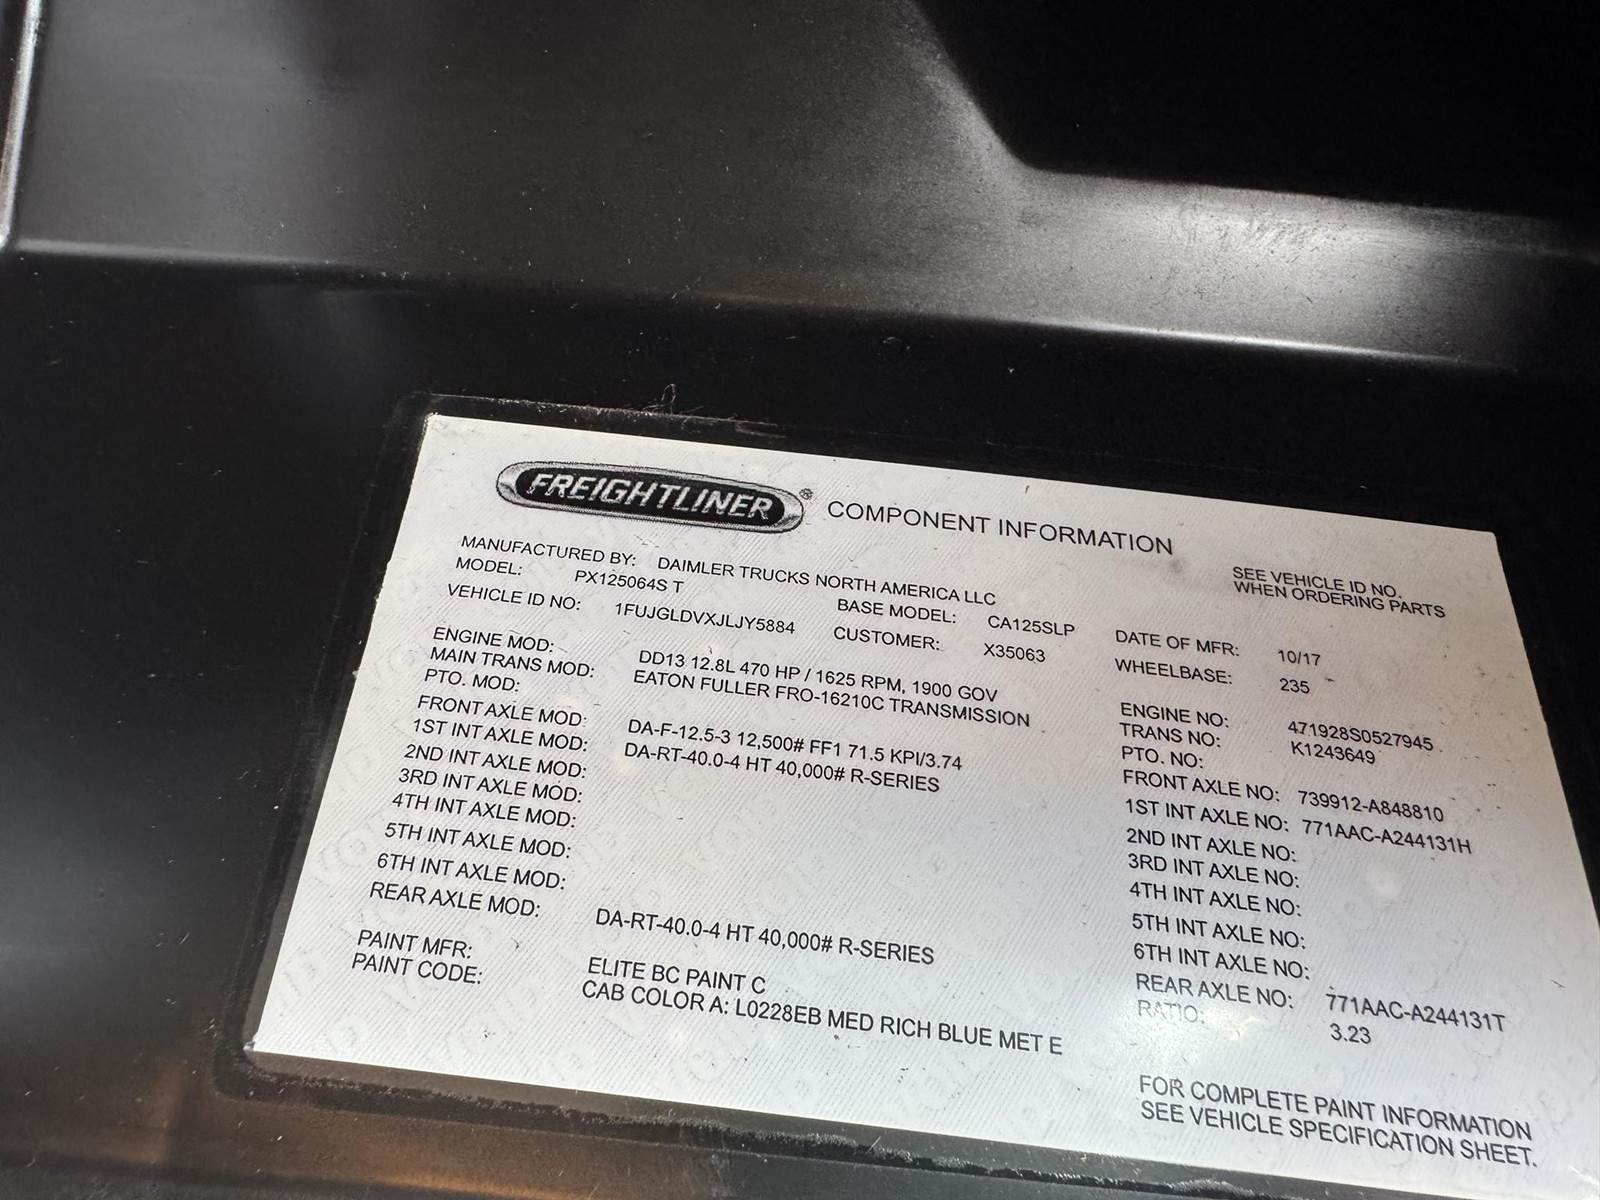 FREIGHTLINER® COMPONENT INFORMATION
MANUFACTURED BY: DAIMLER TRUCKS NORTH AMERICA LLC
SEE VEHICLE ID NO.
WHEN ORDERING PARTS
MODEL: PX125064S T BASE MODEL: CA125SLP DATE OF MFR: 10/17
VEHICLE ID NO: 1FUJGLDVXJLJY5884 CUSTOMER: X35063 WHEELBASE: 235
ENGINE MOD: DD13 12.8L 470 HP / 1625 RPM, 1900 GOV ENGINE NO: 471928S0527945
MAIN TRANS MOD: EATON FULLER FRO-16210C TRANSMISSION TRANS NO: K1243649
PTO. MOD: PTO. NO:
FRONT AXLE MOD: DA-F-12.5-3 12,500# FF1 71.5 KPI/3.74 FRONT AXLE NO: 739912-A848810
1ST INT AXLE MOD: DA-RT-40.0-4 HT 40,000# R-SERIES 1ST INT AXLE NO: 771AAC-A244131H
2ND INT AXLE MOD: 2ND INT AXLE NO:
3RD INT AXLE MOD: 3RD INT AXLE NO:
4TH INT AXLE MOD: 4TH INT AXLE NO:
5TH INT AXLE MOD: 5TH INT AXLE NO:
6TH INT AXLE MOD: 6TH INT AXLE NO:
REAR AXLE MOD: DA-RT-40.0-4 HT 40,000# R-SERIES REAR AXLE NO: 771AAC-A244131T
RATIO: 3.23
PAINT MFR: ELITE BC PAINT C
PAINT CODE: CAB COLOR A: L0228EB MED RICH BLUE MET E
FOR COMPLETE PAINT INFORMATION
SEE VEHICLE SPECIFICATION SHEET.